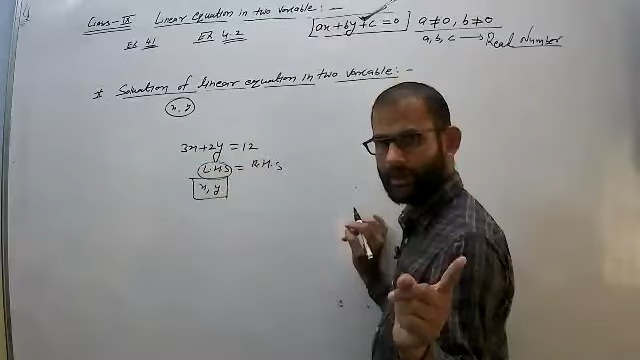 Class-IX Linear equation in two variable:- [ax+by+c=0] a≠0, b≠0
Ex 4.1 Ex 4.2 a, b, c → Real Number
* Soluation of linear equation in two variable:-
x, y
3x+2y = 12
L.H.S = R.H.S
x, y